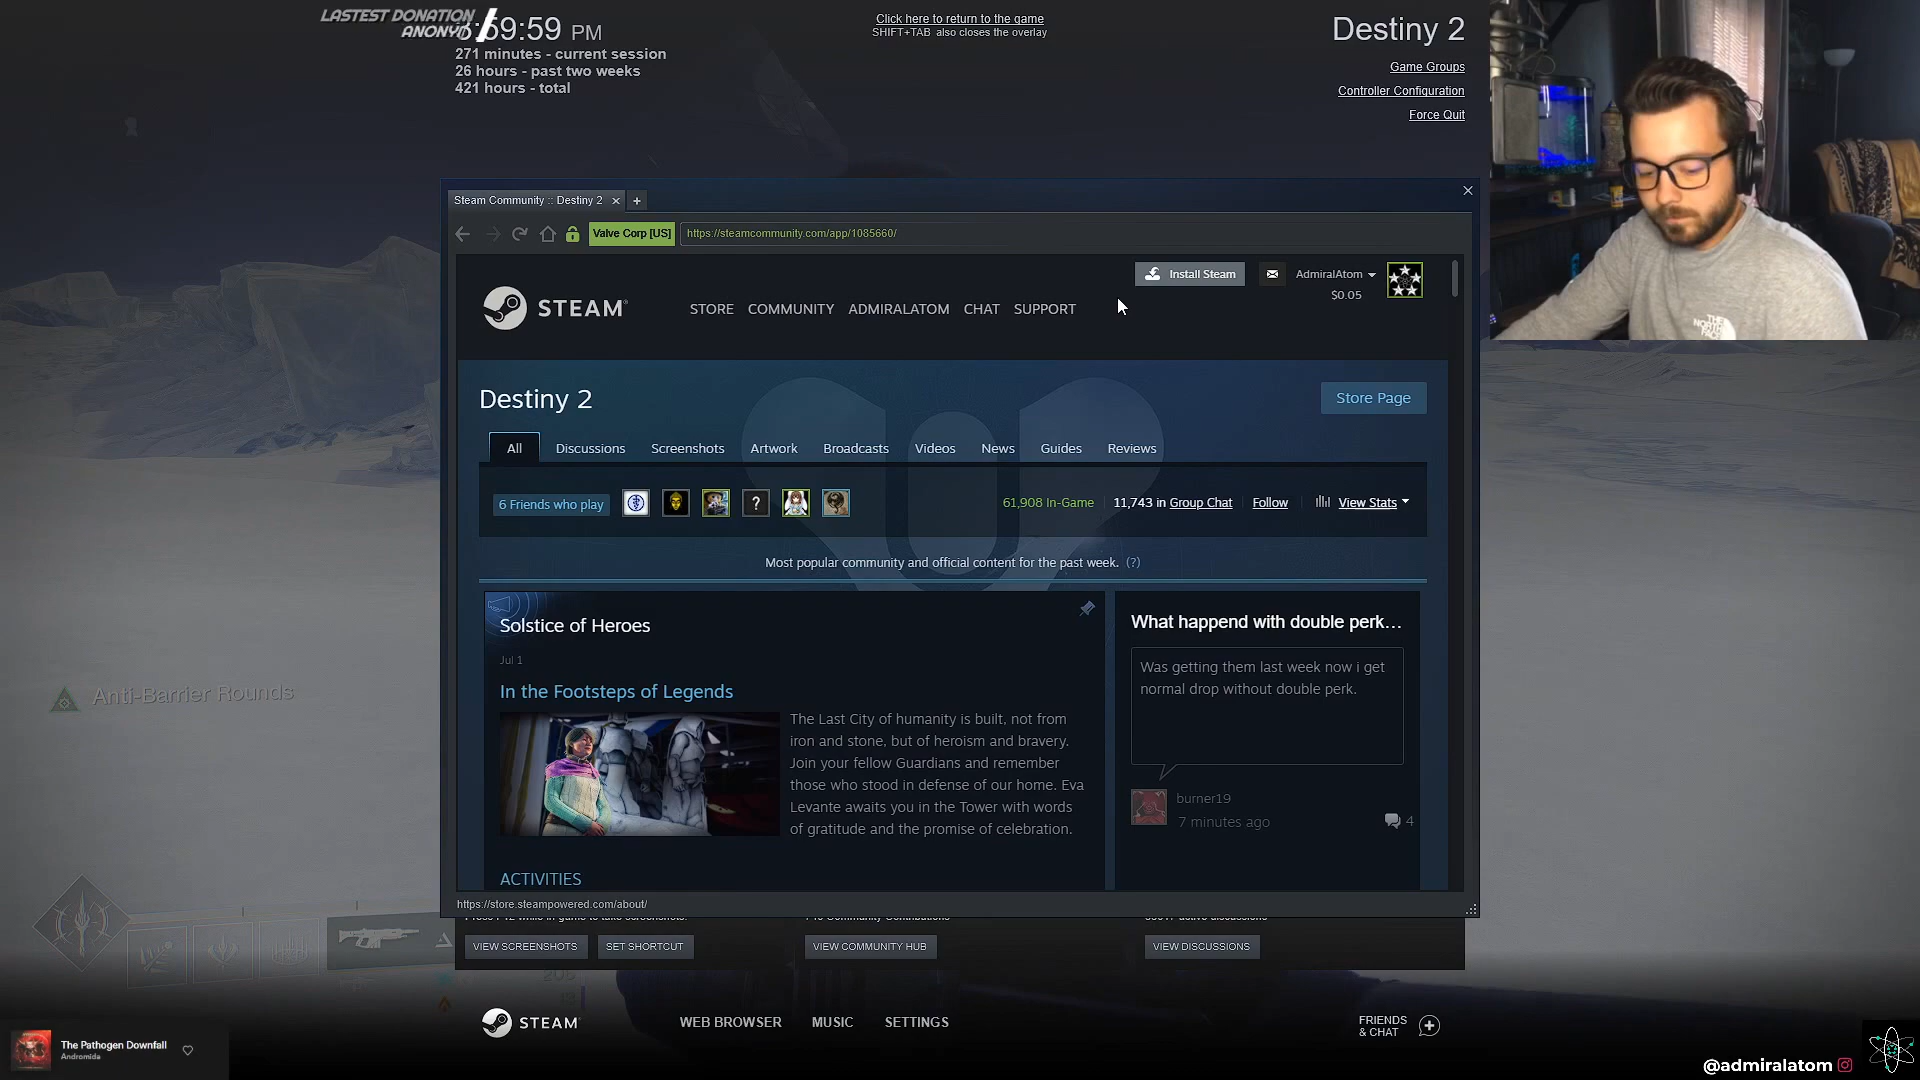 LASTEST DONATION
:59:59 PM
271 minutes - current session
26 hours - past two weeks
421 hours - total
Click here to return to the game
SHIFT+TAB also closes the overlay
Destiny 2
Game Groups
Controller Configuration
Force Quit
Steam Community :: Destiny 2
Valve Corp [US]
https://steamcommunity.com/app/1085660/
Install Steam
AdmiralAtom
$0.05
STEAM
STORE COMMUNITY ADMIRALATOM CHAT SUPPORT
THE NORTH FACE
Destiny 2
Store Page
All Discussions Screenshots Artwork Broadcasts Videos News Guides Reviews
6 Friends who play
?
61,908 In-Game
11,743 in Group Chat
Follow
View Stats
Most popular community and official content for the past week. (?)
Solstice of Heroes
Jul 1
In the Footsteps of Legends
The Last City of humanity is built, not from
iron and stone, but of heroism and bravery.
Join your fellow Guardians and remember
those who stood in defense of our home. Eva
Levante awaits you in the Tower with words
of gratitude and the promise of celebration.
ACTIVITIES
What happend with double perk...
Was getting them last week now i get
normal drop without double perk.
burner19
7 minutes ago
4
Anti-Barrier Rounds
https://store.steampowered.com/about/
VIEW SCREENSHOTS
SET SHORTCUT
VIEW COMMUNITY HUB
VIEW DISCUSSIONS
STEAM
WEB BROWSER MUSIC SETTINGS
FRIENDS
& CHAT
The Pathogen Downfall
Andromida
@admiralatom